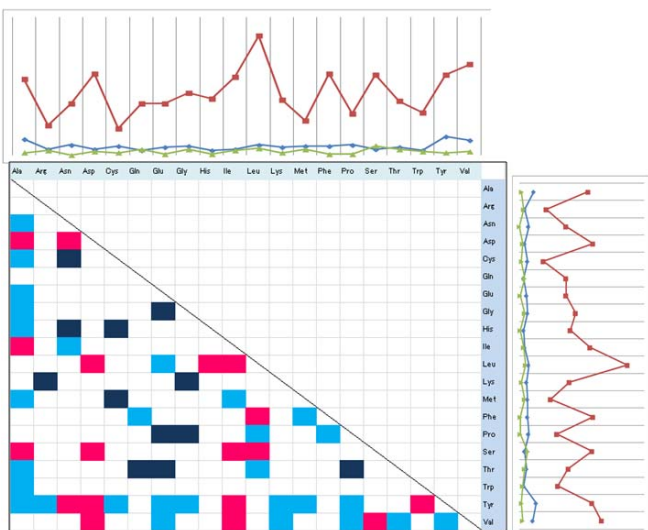 Ala Arg Asn Asp Cys Gln Glu Gly His Ile Leu Lys Met Phe Pro Ser Thr Trp Tyr Val
Ala
Arg
Asn
Asp
Cys
Gln
Glu
Gly
His
Ile
Leu
Lys
Met
Phe
Pro
Ser
Thr
Trp
Tyr
Val